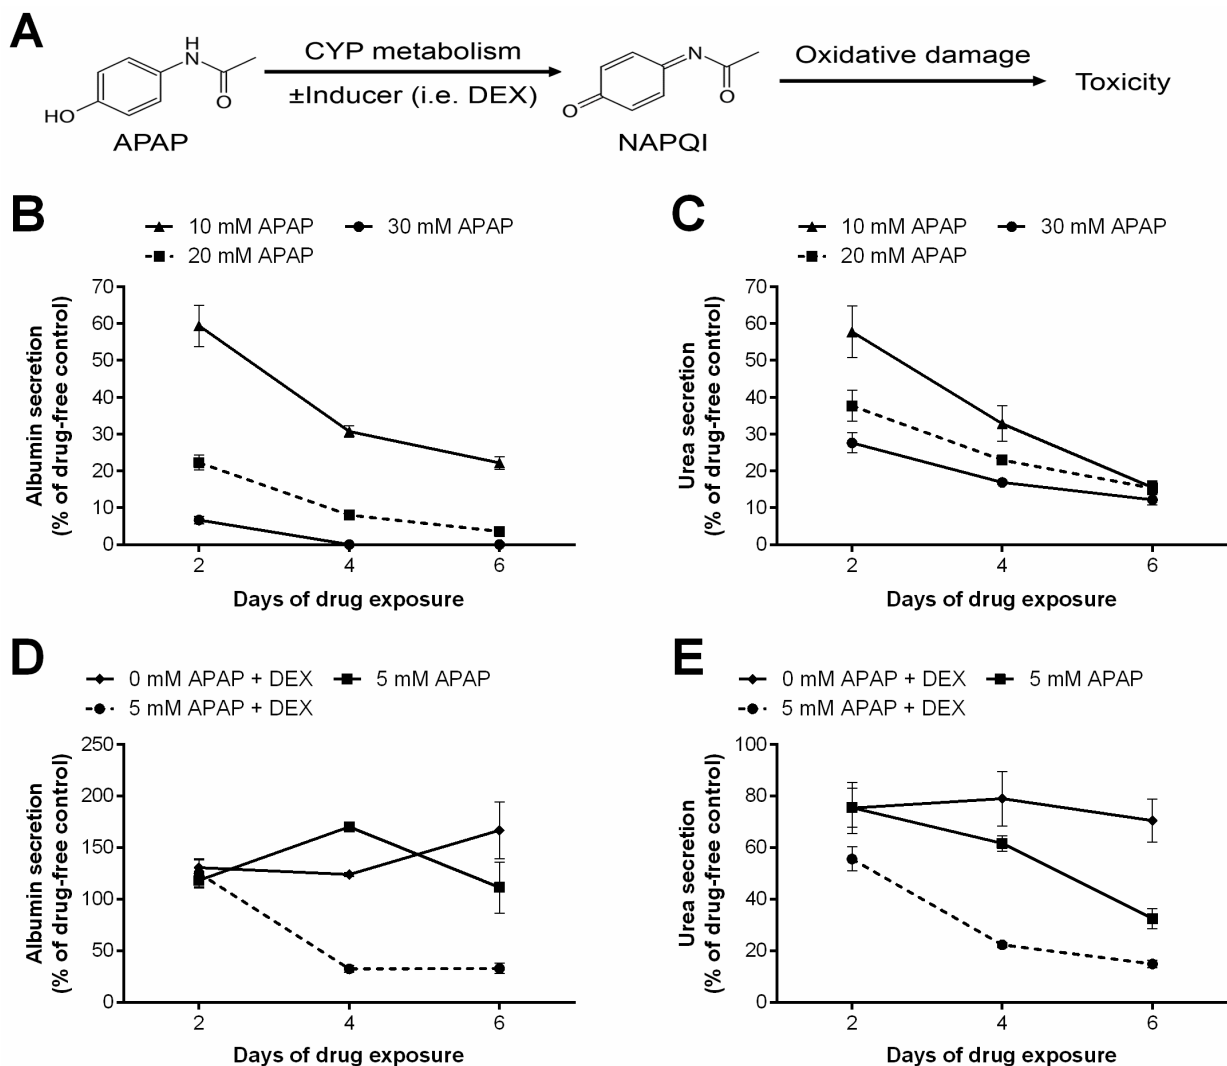 A
CYP metabolism
±Inducer (i.e. DEX)
Oxidative damage
Toxicity
H
N
O
HO
APAP
N
O
O
NAPQI
B
10 mM APAP
30 mM APAP
20 mM APAP
Albumin secretion
(% of drug-free control)
70
60
50
40
30
20
10
0
2
4
6
Days of drug exposure
C
10 mM APAP
30 mM APAP
20 mM APAP
Urea secretion
(% of drug-free control)
70
60
50
40
30
20
10
0
2
4
6
Days of drug exposure
D
0 mM APAP + DEX
5 mM APAP
5 mM APAP + DEX
Albumin secretion
(% of drug-free control)
250
200
150
100
50
0
2
4
6
Days of drug exposure
E
0 mM APAP + DEX
5 mM APAP
5 mM APAP + DEX
Urea secretion
(% of drug-free control)
100
80
60
40
20
0
2
4
6
Days of drug exposure